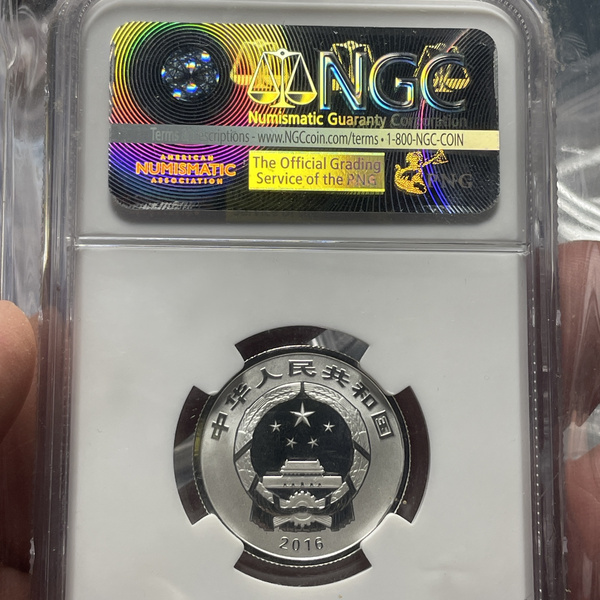 NGC
Numismatic Guaranty Corporation
Terms & Descriptions - www.NGCcoin.com/terms • 1-800-NGC-COIN
AMERICAN
NUMISMATIC
ASSOCIATION
The Official Grading
Service of the PNG
PNG
中华人民共和国
2016